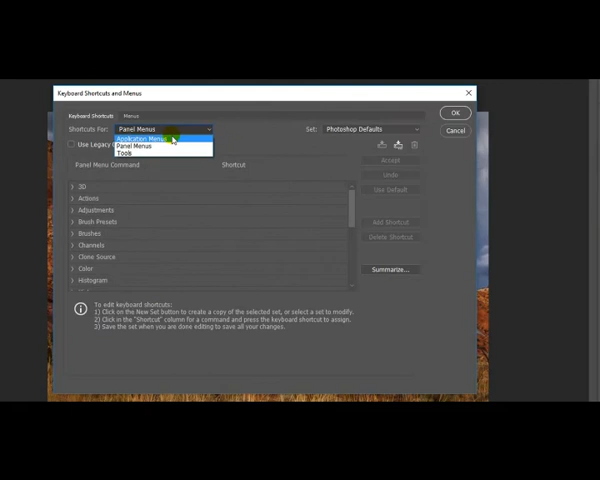 Keyboard Shortcuts and Menus
Keyboard Shortcuts Menus
Shortcuts For: Panel Menus Set: Photoshop Defaults
Application Menus
Panel Menus
Tools
Use Legacy
Panel Menu Command Shortcut
3D
Actions
Adjustments
Brush Presets
Brushes
Channels
Clone Source
Color
Histogram
OK
Cancel
Accept
Undo
Use Default
Add Shortcut
Delete Shortcut
Summarize...
To edit keyboard shortcuts:
1) Click on the New Set button to create a copy of the selected set, or select a set to modify.
2) Click in the "Shortcut" column for a command and press the keyboard shortcut to assign.
3) Save the set when you are done editing to save all your changes.